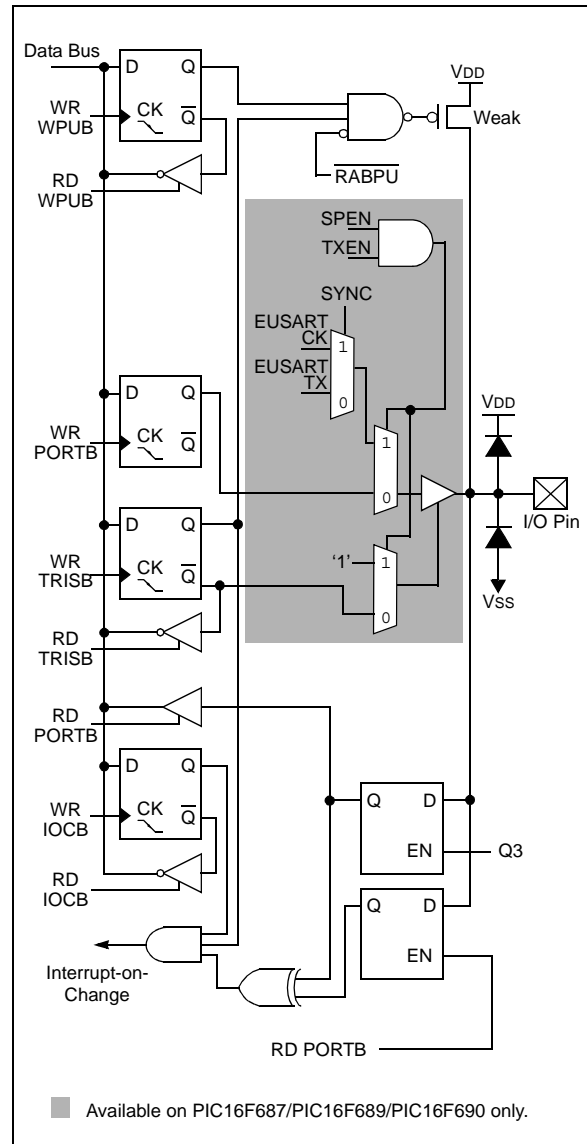 Data Bus
D Q
WR
WPUB
CK
Q
RD
WPUB
VDD
Weak
RABPU
SPEN
TXEN
SYNC
EUSART
CK
1
EUSART
TX
0
D Q
WR
PORTB
CK
Q
1
0
VDD
I/O Pin
VSS
D Q
WR
TRISB
CK
Q
'1'
1
0
RD
TRISB
RD
PORTB
D Q
WR
IOCB
CK
Q
RD
IOCB
Q D
EN
Q3
Q D
EN
Interrupt-on-
Change
RD PORTB
Available on PIC16F687/PIC16F689/PIC16F690 only.